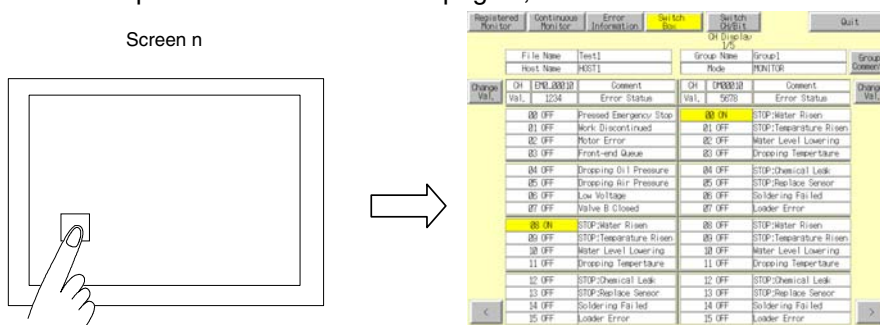 Screen n
Registered Monitor
Continuous Monitor
Error Information
Switch Box
Switch CH/Bit
Quit
CH Display
1/5
File Name Test1 Group Name Group1
Host Name HOST1 Mode MONITOR
Group Comment
Change Val.
CH EM0_00010 Comment CH DM00010 Comment
Val. 1234 Error Status Val. 5678 Error Status
Change Val.
00 OFF Pressed Emergency Stop 00 ON STOP:Water Risen
01 OFF Work Discontinued 01 OFF STOP:Temparature Risen
02 OFF Motor Error 02 OFF Water Level Lowering
03 OFF Front-end Queue 03 OFF Dropping Tempertaure
04 OFF Dropping Oil Pressure 04 OFF STOP:Chemical Leak
05 OFF Dropping Air Pressure 05 OFF STOP:Replace Sensor
06 OFF Low Voltage 06 OFF Soldering Failed
07 OFF Valve B Closed 07 OFF Loader Error
08 ON STOP:Water Risen 08 OFF STOP:Water Risen
09 OFF STOP:Temparature Risen 09 OFF STOP:Temparature Risen
10 OFF Water Level Lowering 10 OFF Water Level Lowering
11 OFF Dropping Tempertaure 11 OFF Dropping Tempertaure
12 OFF STOP:Chemical Leak 12 OFF STOP:Chemical Leak
13 OFF STOP:Replace Sensor 13 OFF STOP:Replace Sensor
14 OFF Soldering Failed 14 OFF Soldering Failed
15 OFF Loader Error 15 OFF Loader Error
< >